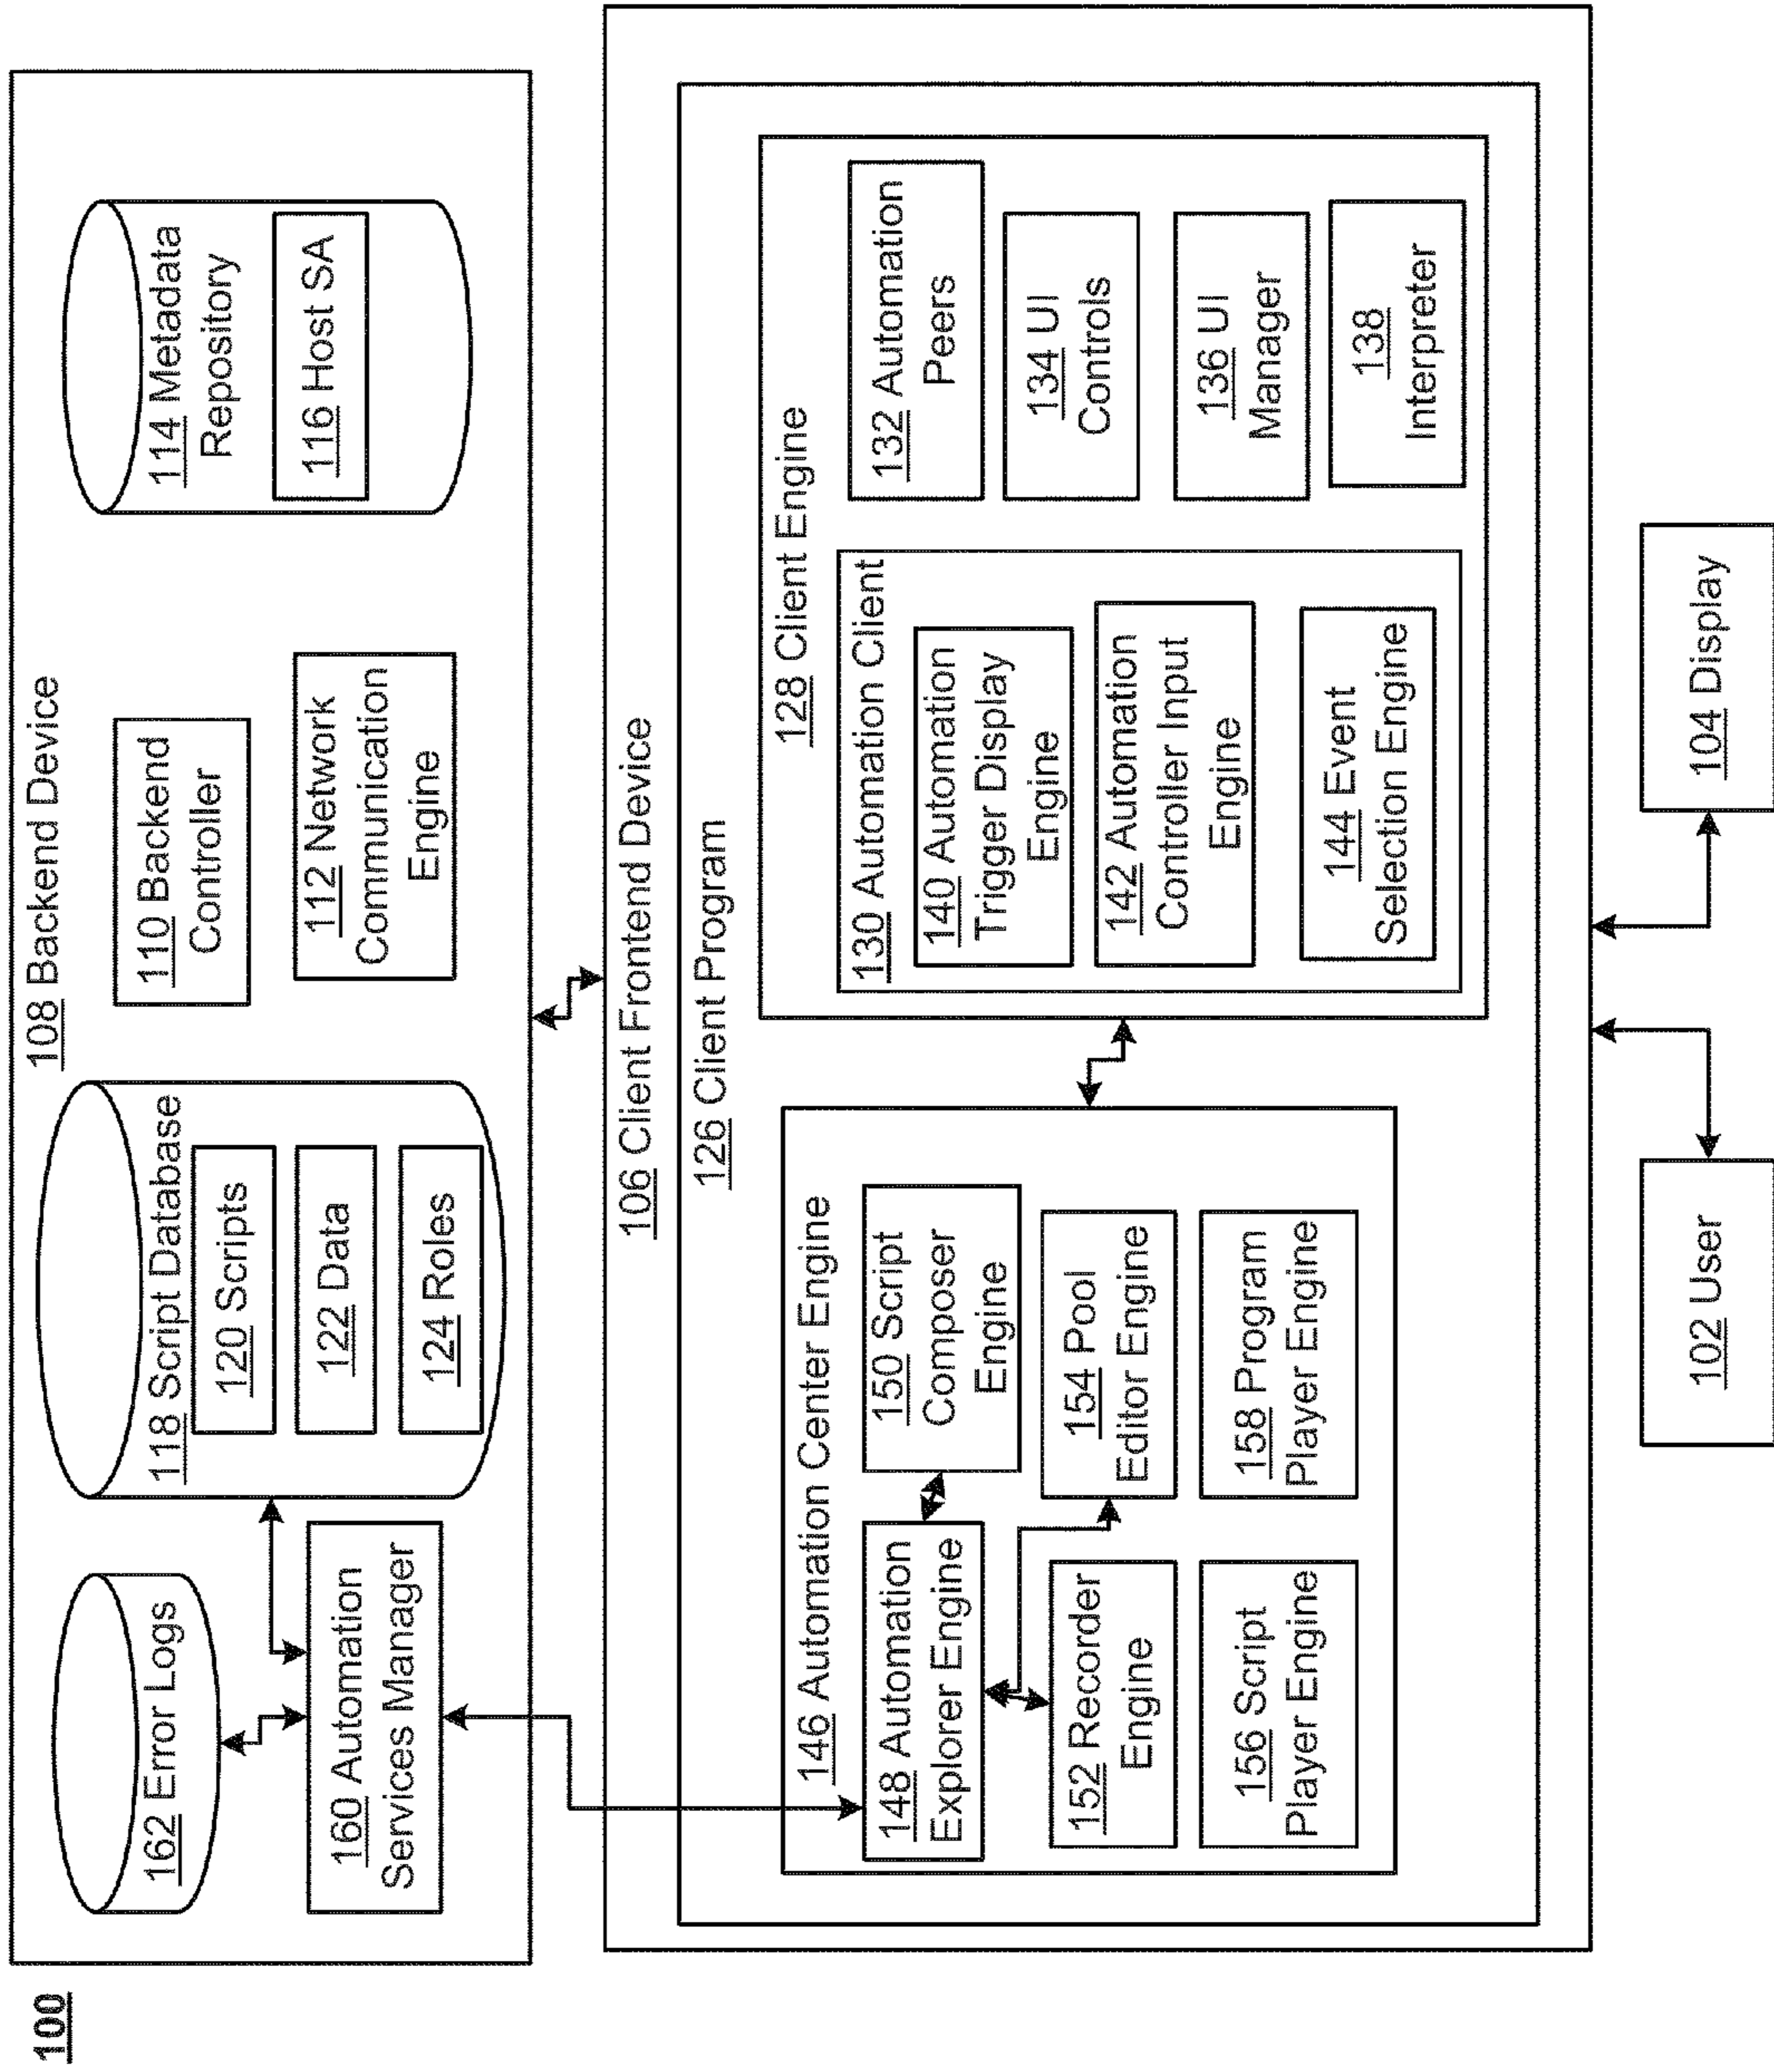 100
108 Backend Device
162 Error Logs
160 Automation
Services Manager
118 Script Database
120 Scripts
122 Data
124 Roles
110 Backend
Controller
112 Network
Communication
Engine
114 Metadata
Repository
116 Host SA
106 Client Frontend Device
126 Client Program
146 Automation Center Engine
148 Automation
Explorer Engine
150 Script
Composer
Engine
152 Recorder
Engine
154 Pool
Editor Engine
156 Script
Player Engine
158 Program
Player Engine
128 Client Engine
130 Automation Client
140 Automation
Trigger Display
Engine
142 Automation
Controller Input
Engine
144 Event
Selection Engine
132 Automation
Peers
134 UI
Controls
136 UI
Manager
138
Interpreter
102 User
104 Display